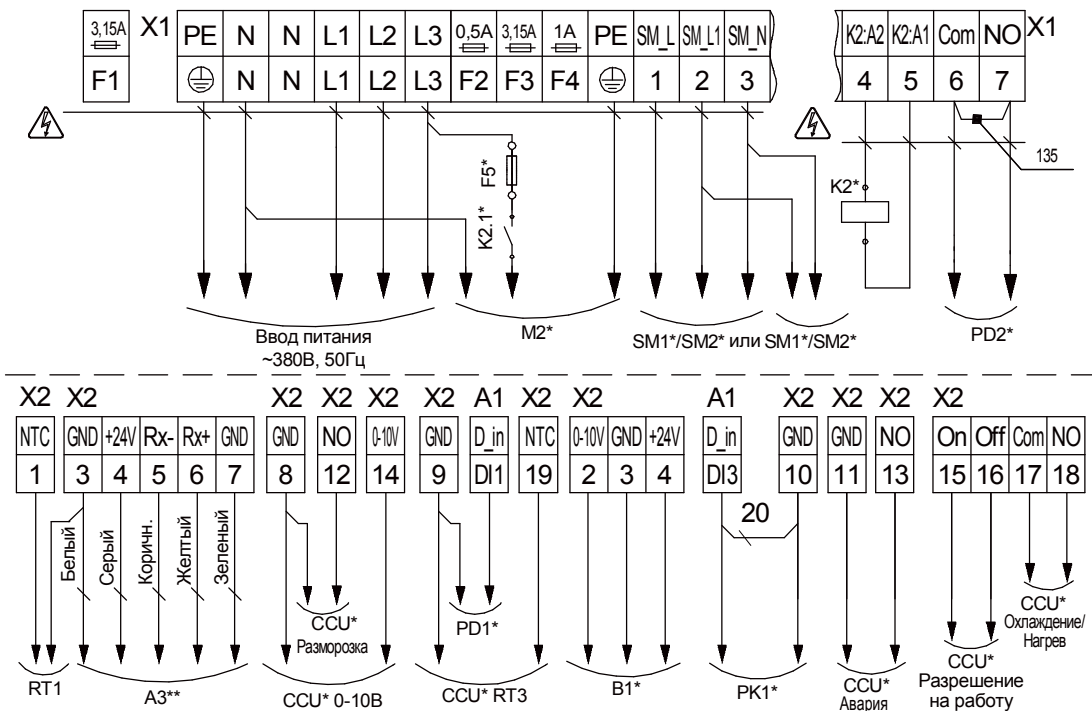 3,15A X1 PE N N L1 L2 L3 0,5A 3,15A 1A PE SM_L SM_L1 SM_N K2:A2 K2:A1 Com NO X1
F1 N N L1 L2 L3 F2 F3 F4 1 2 3 4 5 6 7
135
F5*
K2.1*
K2*
Ввод питания
~380В, 50Гц
M2*
SM1*/SM2* или SM1*/SM2*
PD2*
X2 X2 X2 X2 X2 X2 A1 X2 X2 A1 X2 X2 X2 X2
NTC GND +24V Rx- Rx+ GND GND NO 0-10V GND D_in NTC 0-10V GND +24V D_in GND GND NO On Off Com NO
1 3 4 5 6 7 8 12 14 9 DI1 19 2 3 4 DI3 10 11 13 15 16 17 18
20
Белый
Серый
Коричн.
Желтый
Зеленый
CCU*
Разморозка
PD1*
CCU*
Охлаждение/
Нагрев
RT1
A3**
CCU* 0-10В
CCU* RT3
B1*
PK1*
CCU*
Авария
CCU*
Разрешение
на работу